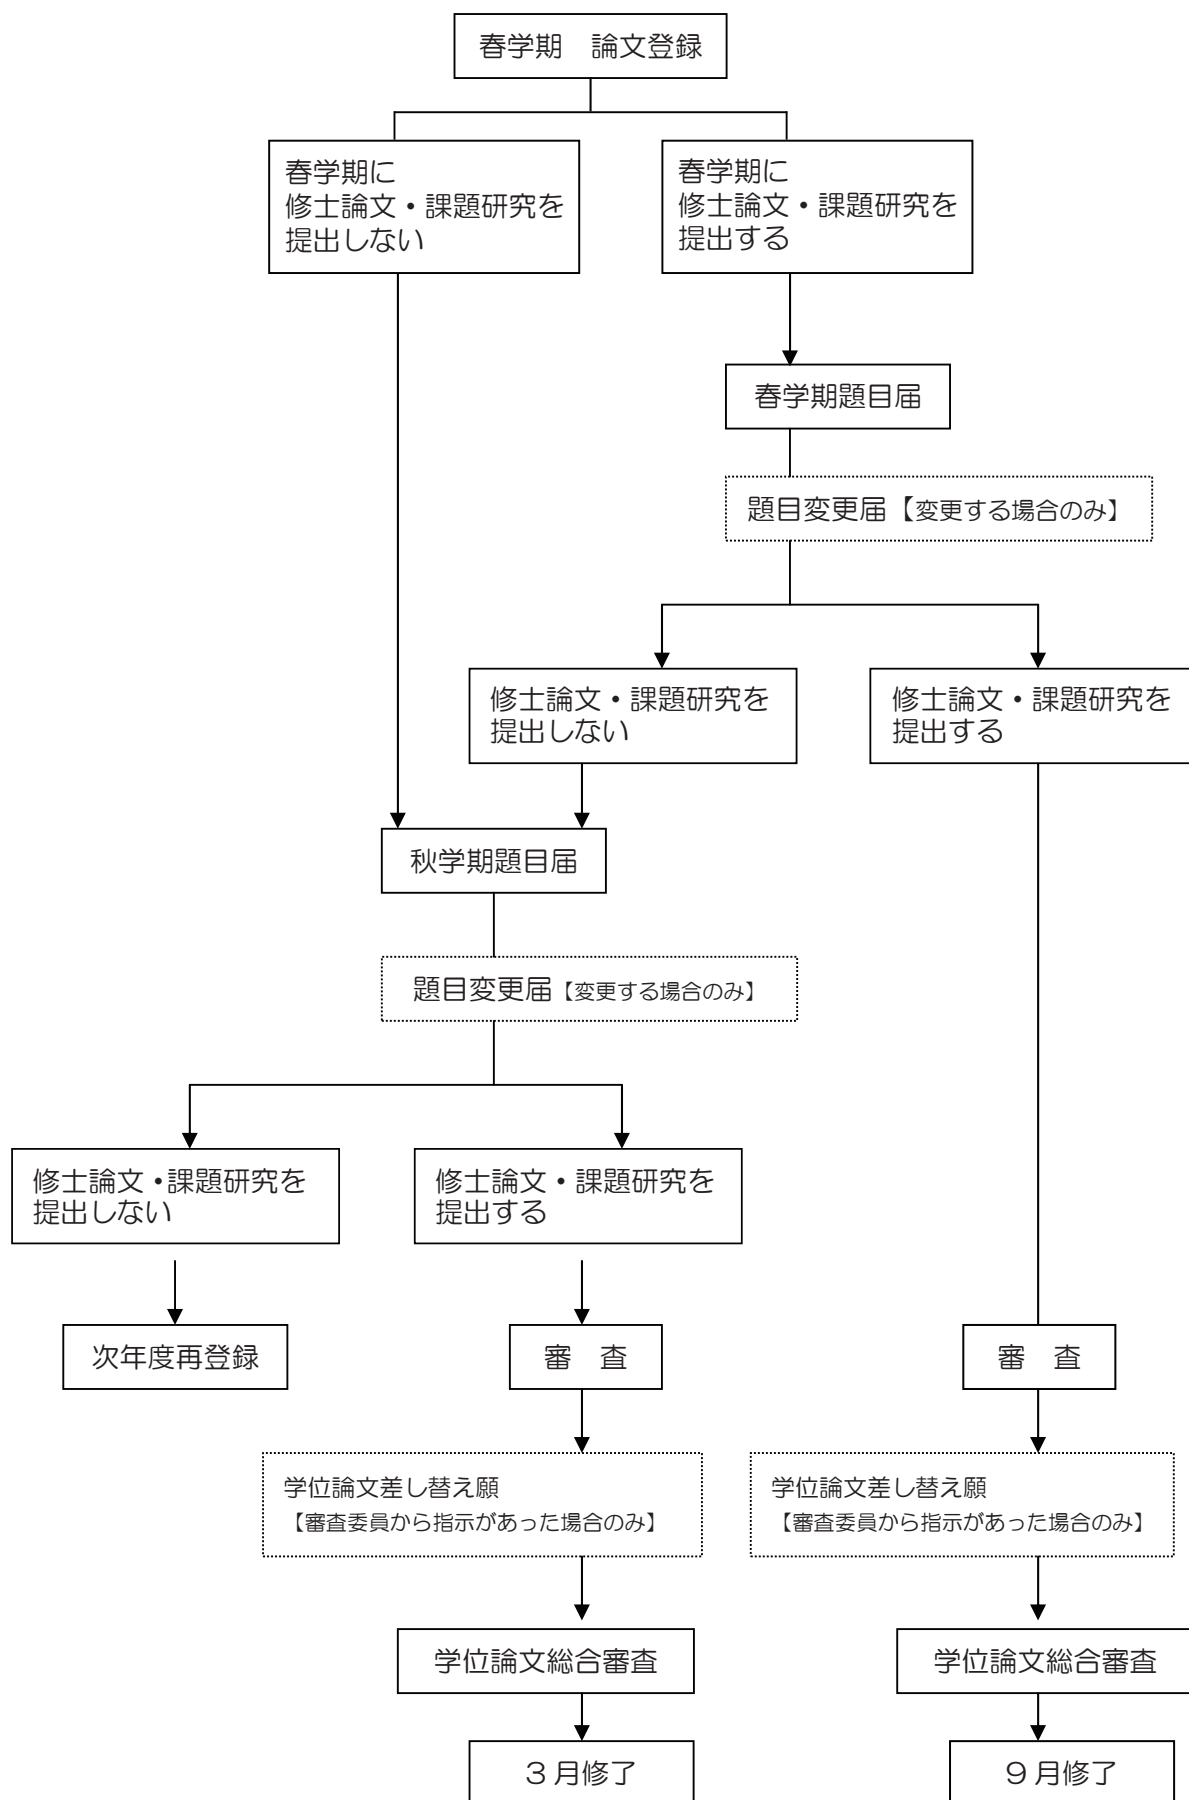 春学期　論文登録
春学期に
修士論文・課題研究を
提出しない
春学期に
修士論文・課題研究を
提出する
春学期題目届
題目変更届【変更する場合のみ】
修士論文・課題研究を
提出しない
修士論文・課題研究を
提出する
秋学期題目届
題目変更届【変更する場合のみ】
修士論文・課題研究を
提出しない
修士論文・課題研究を
提出する
次年度再登録
審　査
審　査
学位論文差し替え願
【審査委員から指示があった場合のみ】
学位論文差し替え願
【審査委員から指示があった場合のみ】
学位論文総合審査
学位論文総合審査
３月修了
９月修了